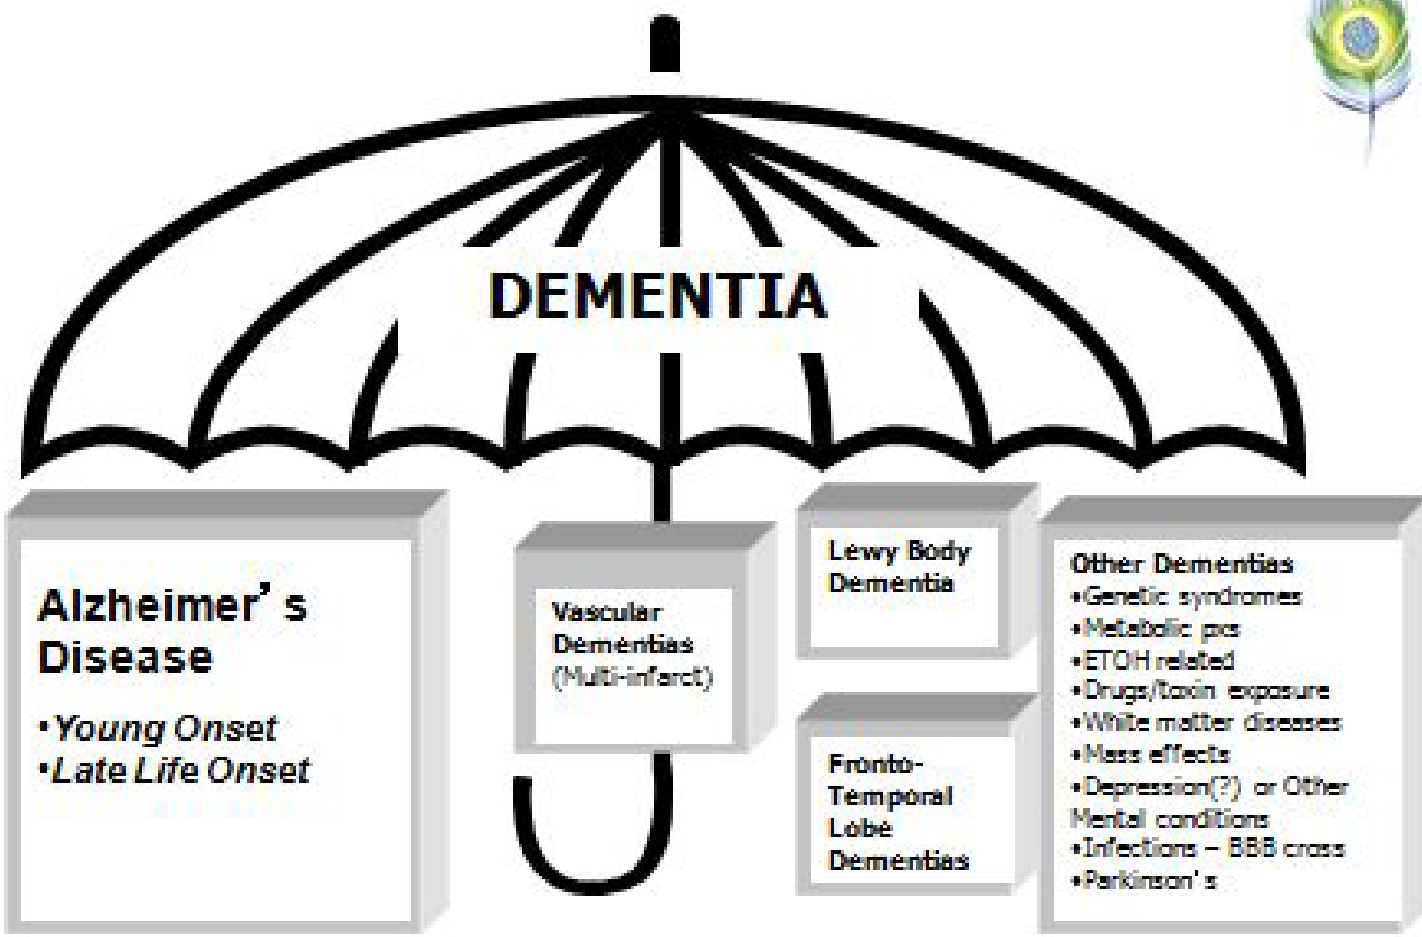 DEMENTIA
Alzheimer’s
Disease
•Young Onset
•Late Life Onset
Vascular
Dementias
(Multi-infarct)
Lewy Body
Dementia
Fronto-
Temporal
Lobe
Dementias
Other Dementias
•Genetic syndromes
•Metabolic pxs
•ETOH related
•Drugs/toxin exposure
•White matter diseases
•Mass effects
•Depression(?) or Other
Mental conditions
•Infections – BBB cross
•Parkinson’s